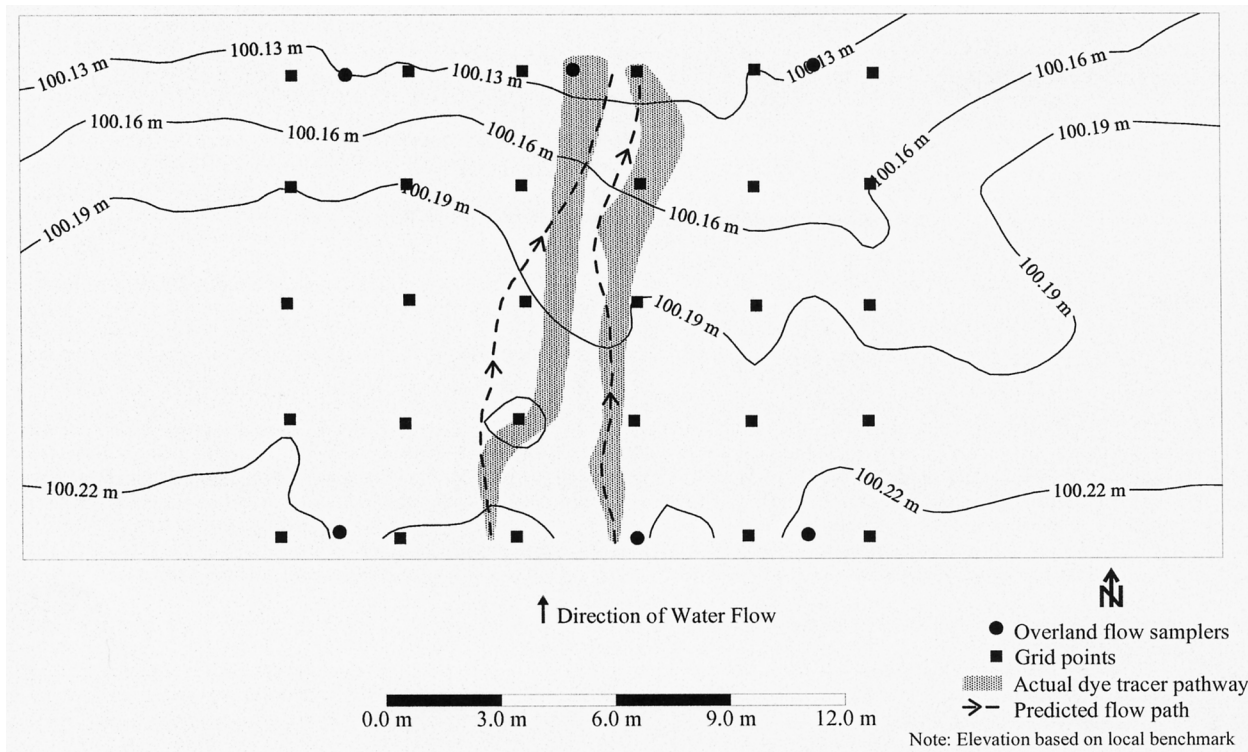 100.13 m
100.13 m
100.13 m
100.13 m
100.16 m
100.16 m
100.16 m
100.16 m
100.16 m
100.16 m
100.19 m
100.19 m
100.19 m
100.19 m
100.19 m
100.22 m
100.22 m
100.22 m
Direction of Water Flow
N
Overland flow samplers
Grid points
Actual dye tracer pathway
Predicted flow path
0.0 m 3.0 m 6.0 m 9.0 m 12.0 m
Note: Elevation based on local benchmark